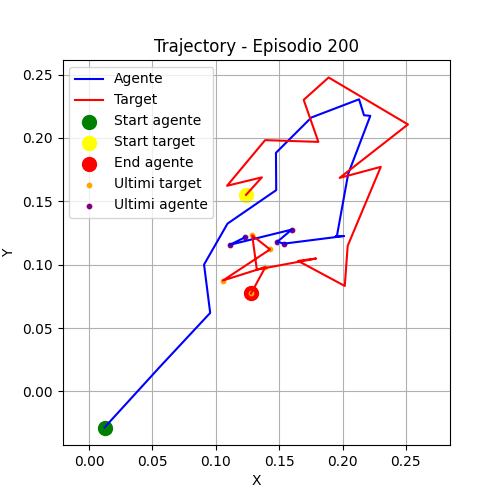 Trajectory - Episodio 200
Agente
Target
Start agente
Start target
End agente
Ultimi target
Ultimi agente
0.25
0.20
0.15
0.10
0.05
0.00
Y
0.00 0.05 0.10 0.15 0.20 0.25
X